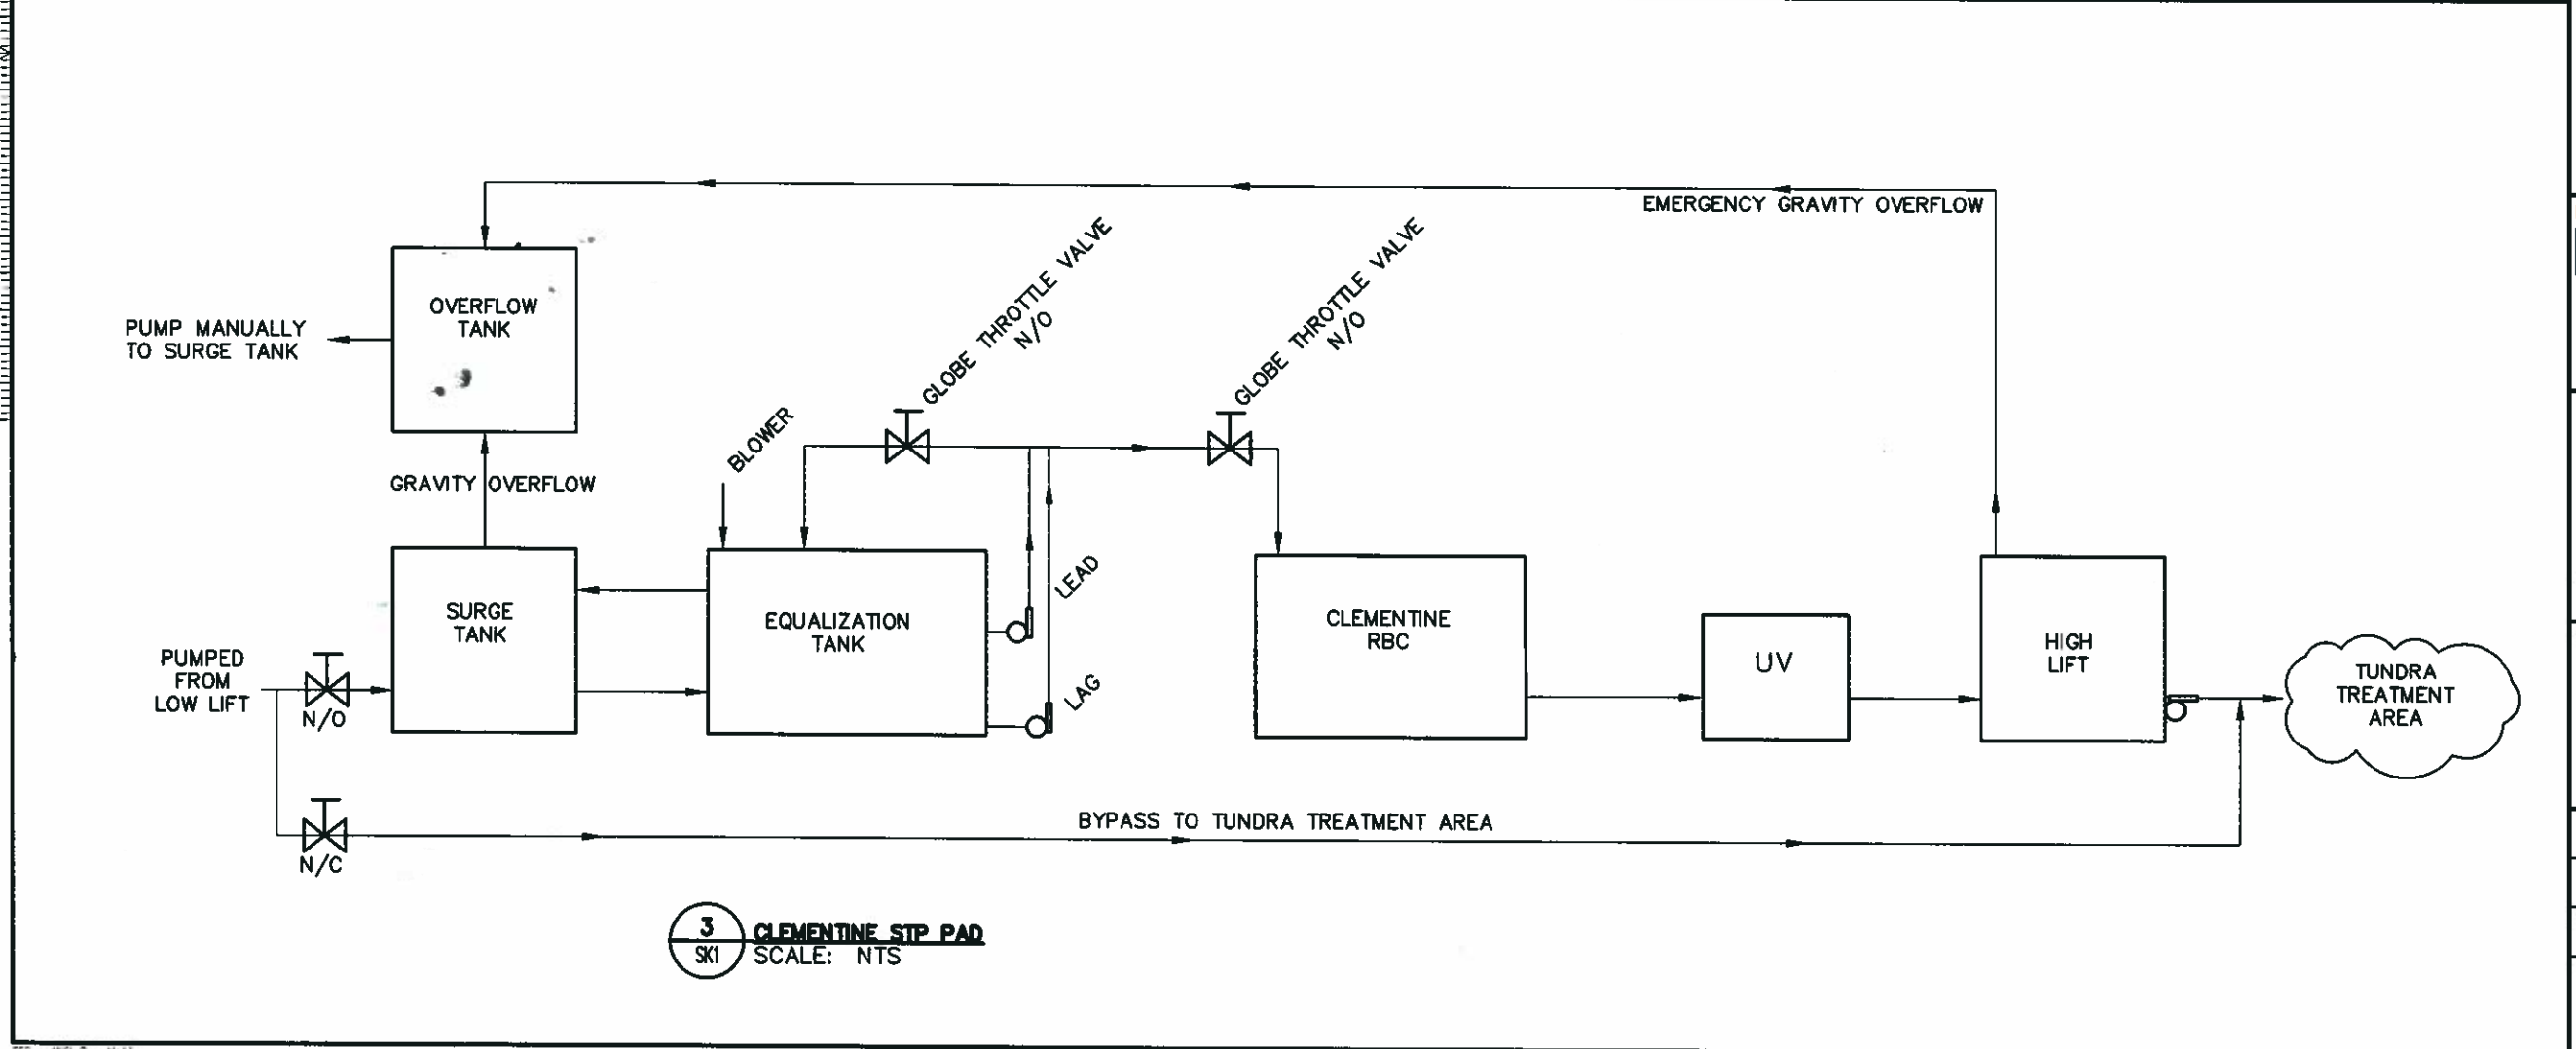 EMERGENCY GRAVITY OVERFLOW
GLOBE THROTTLE VALVE
N/O
GLOBE THROTTLE VALVE
N/O
OVERFLOW
TANK
PUMP MANUALLY
TO SURGE TANK
BLOWER
GRAVITY OVERFLOW
SURGE
TANK
EQUALIZATION
TANK
LEAD
LAG
CLEMENTINE
RBC
UV
HIGH
LIFT
TUNDRA
TREATMENT
AREA
PUMPED
FROM
LOW LIFT
N/O
N/C
BYPASS TO TUNDRA TREATMENT AREA
3
SK1
CLEMENTINE STP PAD
SCALE: NTS